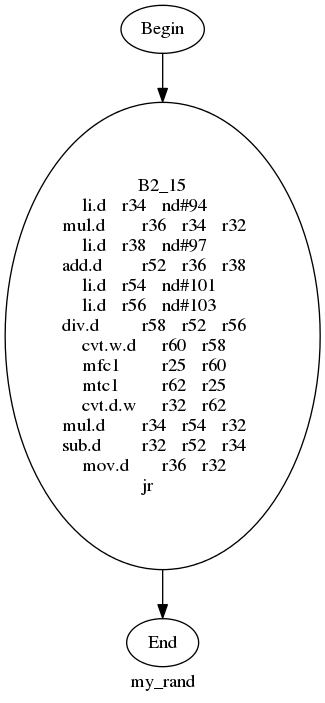 Begin
B2_15
li.d r34 nd#94
mul.d r36 r34 r32
li.d r38 nd#97
add.d r52 r36 r38
li.d r54 nd#101
li.d r56 nd#103
div.d r58 r52 r56
cvt.w.d r60 r58
mfc1 r25 r60
mtc1 r62 r25
cvt.d.w r32 r62
mul.d r34 r54 r32
sub.d r32 r52 r34
mov.d r36 r32
jr
End
my_rand